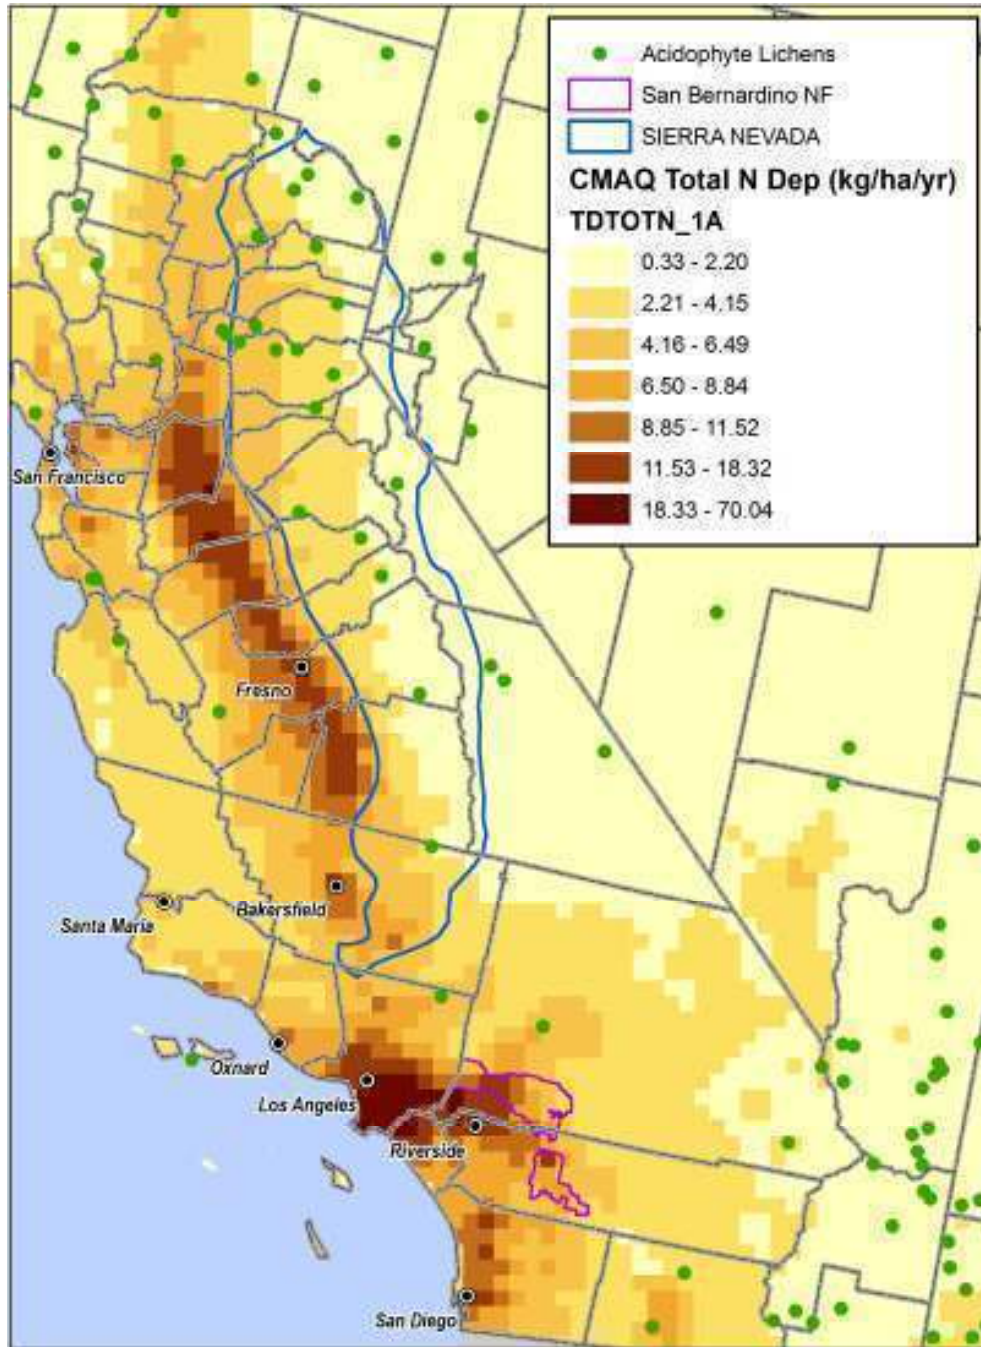 Acidophyte Lichens
San Bernardino NF
SIERRA NEVADA
CMAQ Total N Dep (kg/ha/yr)
TDTOTN_1A
0.33 - 2.20
2.21 - 4.15
4.16 - 6.49
6.50 - 8.84
8.85 - 11.52
11.53 - 18.32
18.33 - 70.04
San Francisco
Fresno
Bakersfield
Santa Maria
Oxnard
Los Angeles
Riverside
San Diego